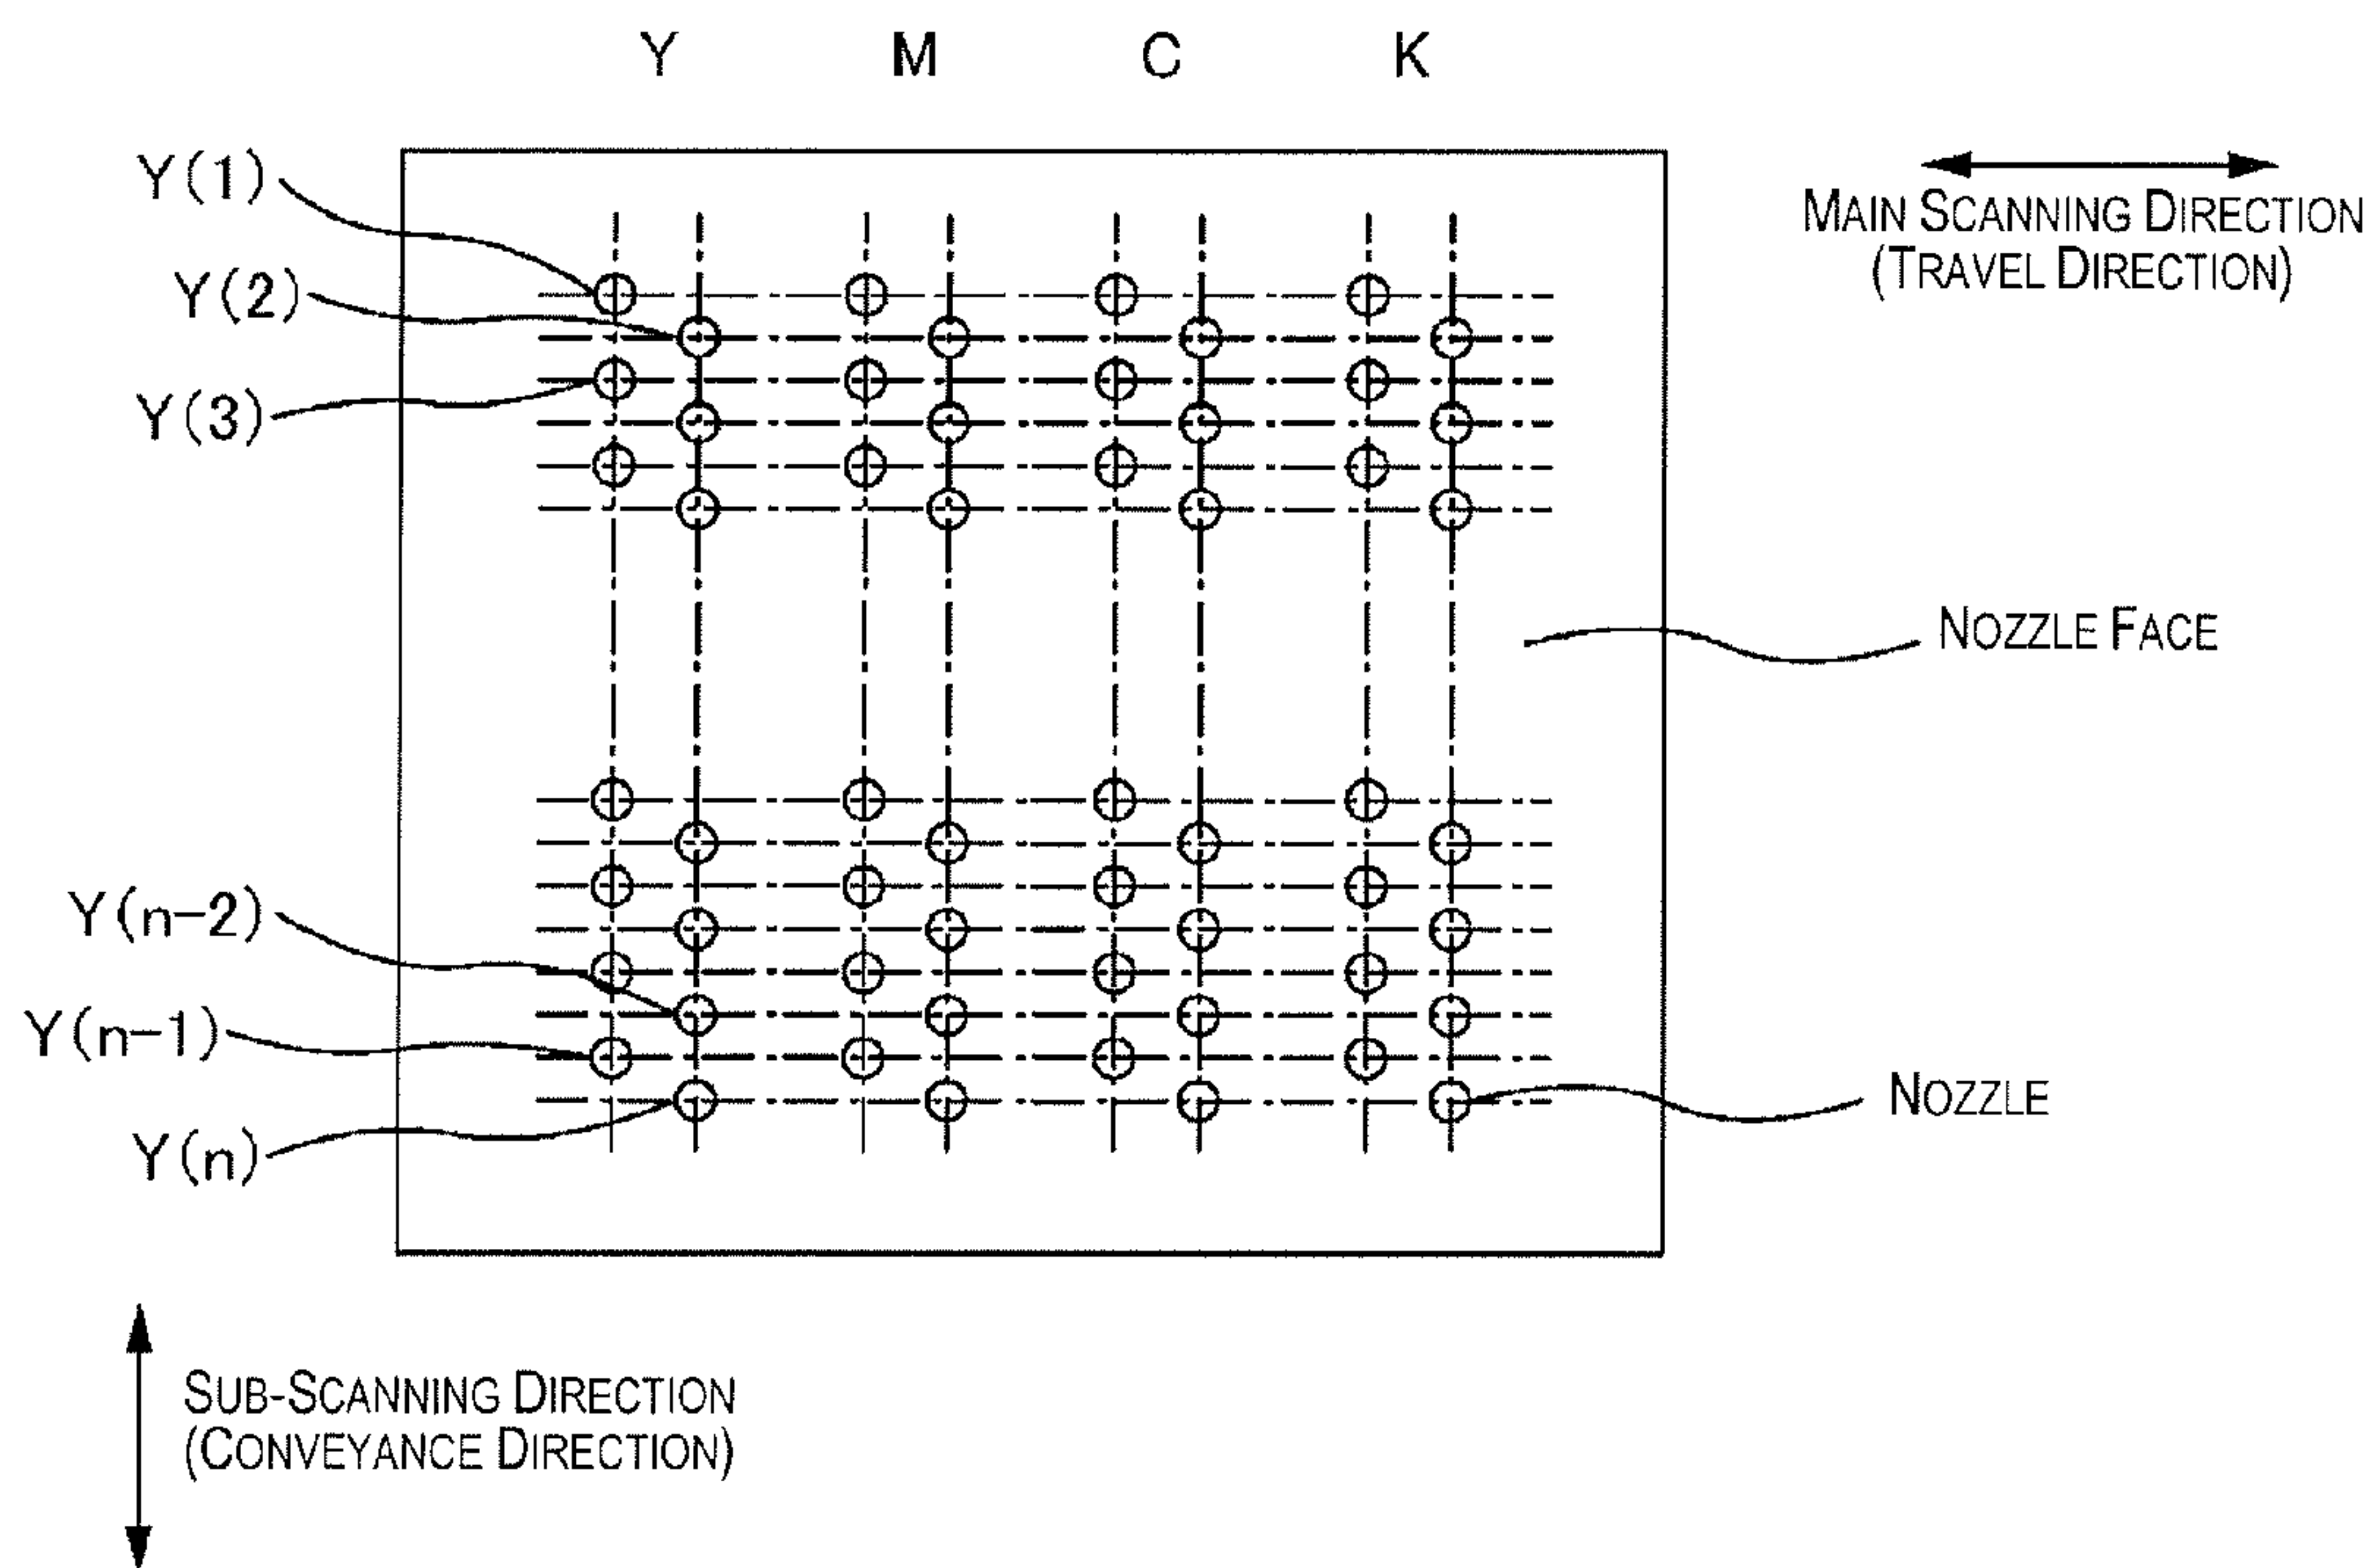 Y M C K
Y(1)
Y(2)
Y(3)
MAIN SCANNING DIRECTION
(TRAVEL DIRECTION)
NOZZLE FACE
Y(n-2)
Y(n-1)
Y(n)
NOZZLE
SUB-SCANNING DIRECTION
(CONVEYANCE DIRECTION)